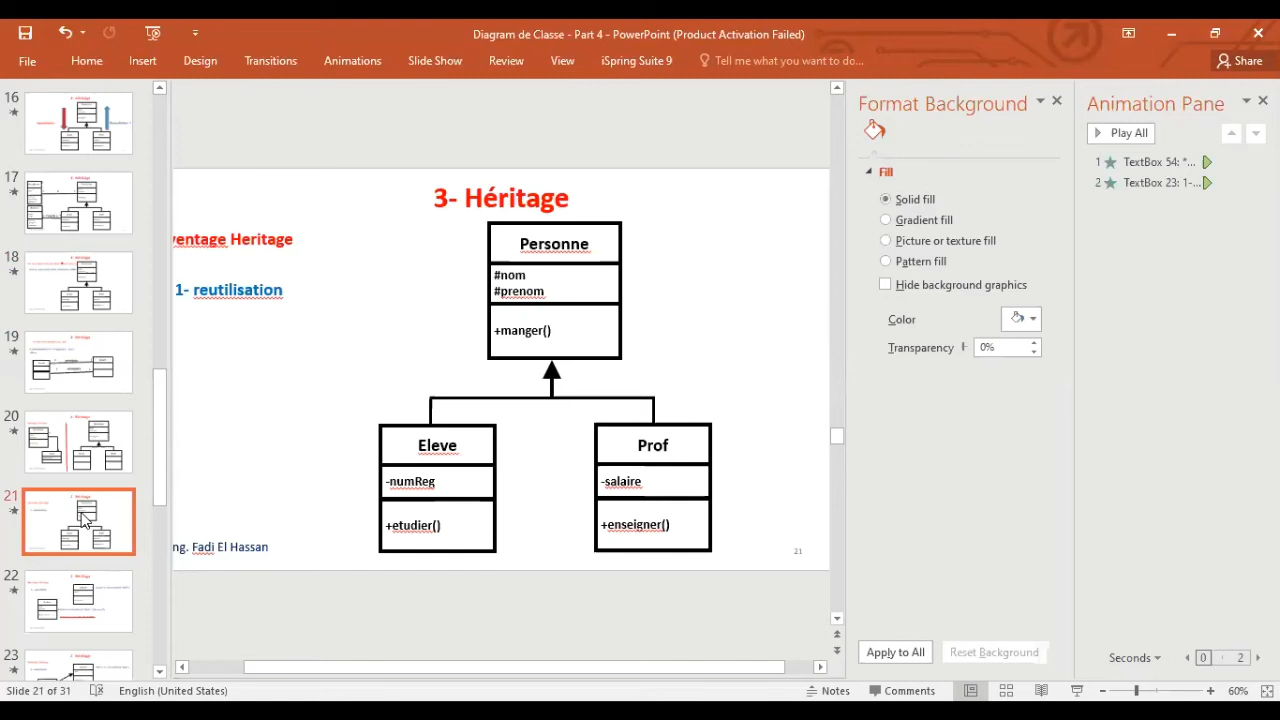 Diagram de Classe - Part 4 - PowerPoint (Product Activation Failed)
File Home Insert Design Transitions Animations Slide Show Review View iSpring Suite 9 Tell me what you want to do... Share
16
17
18
19
20
21
22
23
3- Héritage
ventage Heritage
1- reutilisation
Personne
#nom
#prenom
+manger()
Eleve
-numReg
+etudier()
Prof
-salaire
+enseigner()
ng. Fadi El Hassan
21
Format Background
Fill
Solid fill
Gradient fill
Picture or texture fill
Pattern fill
Hide background graphics
Color
Transparency 0%
Apply to All Reset Background
Animation Pane
Play All
1 TextBox 54: "...
2 TextBox 23: 1-...
Seconds 0 2
Slide 21 of 31 English (United States) Notes Comments 60%